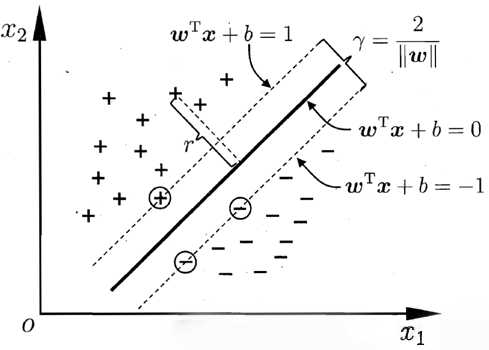 x₂
wᵀx + b = 1
γ = 2 / ‖w‖
r
wᵀx + b = 0
wᵀx + b = −1
O
x₁